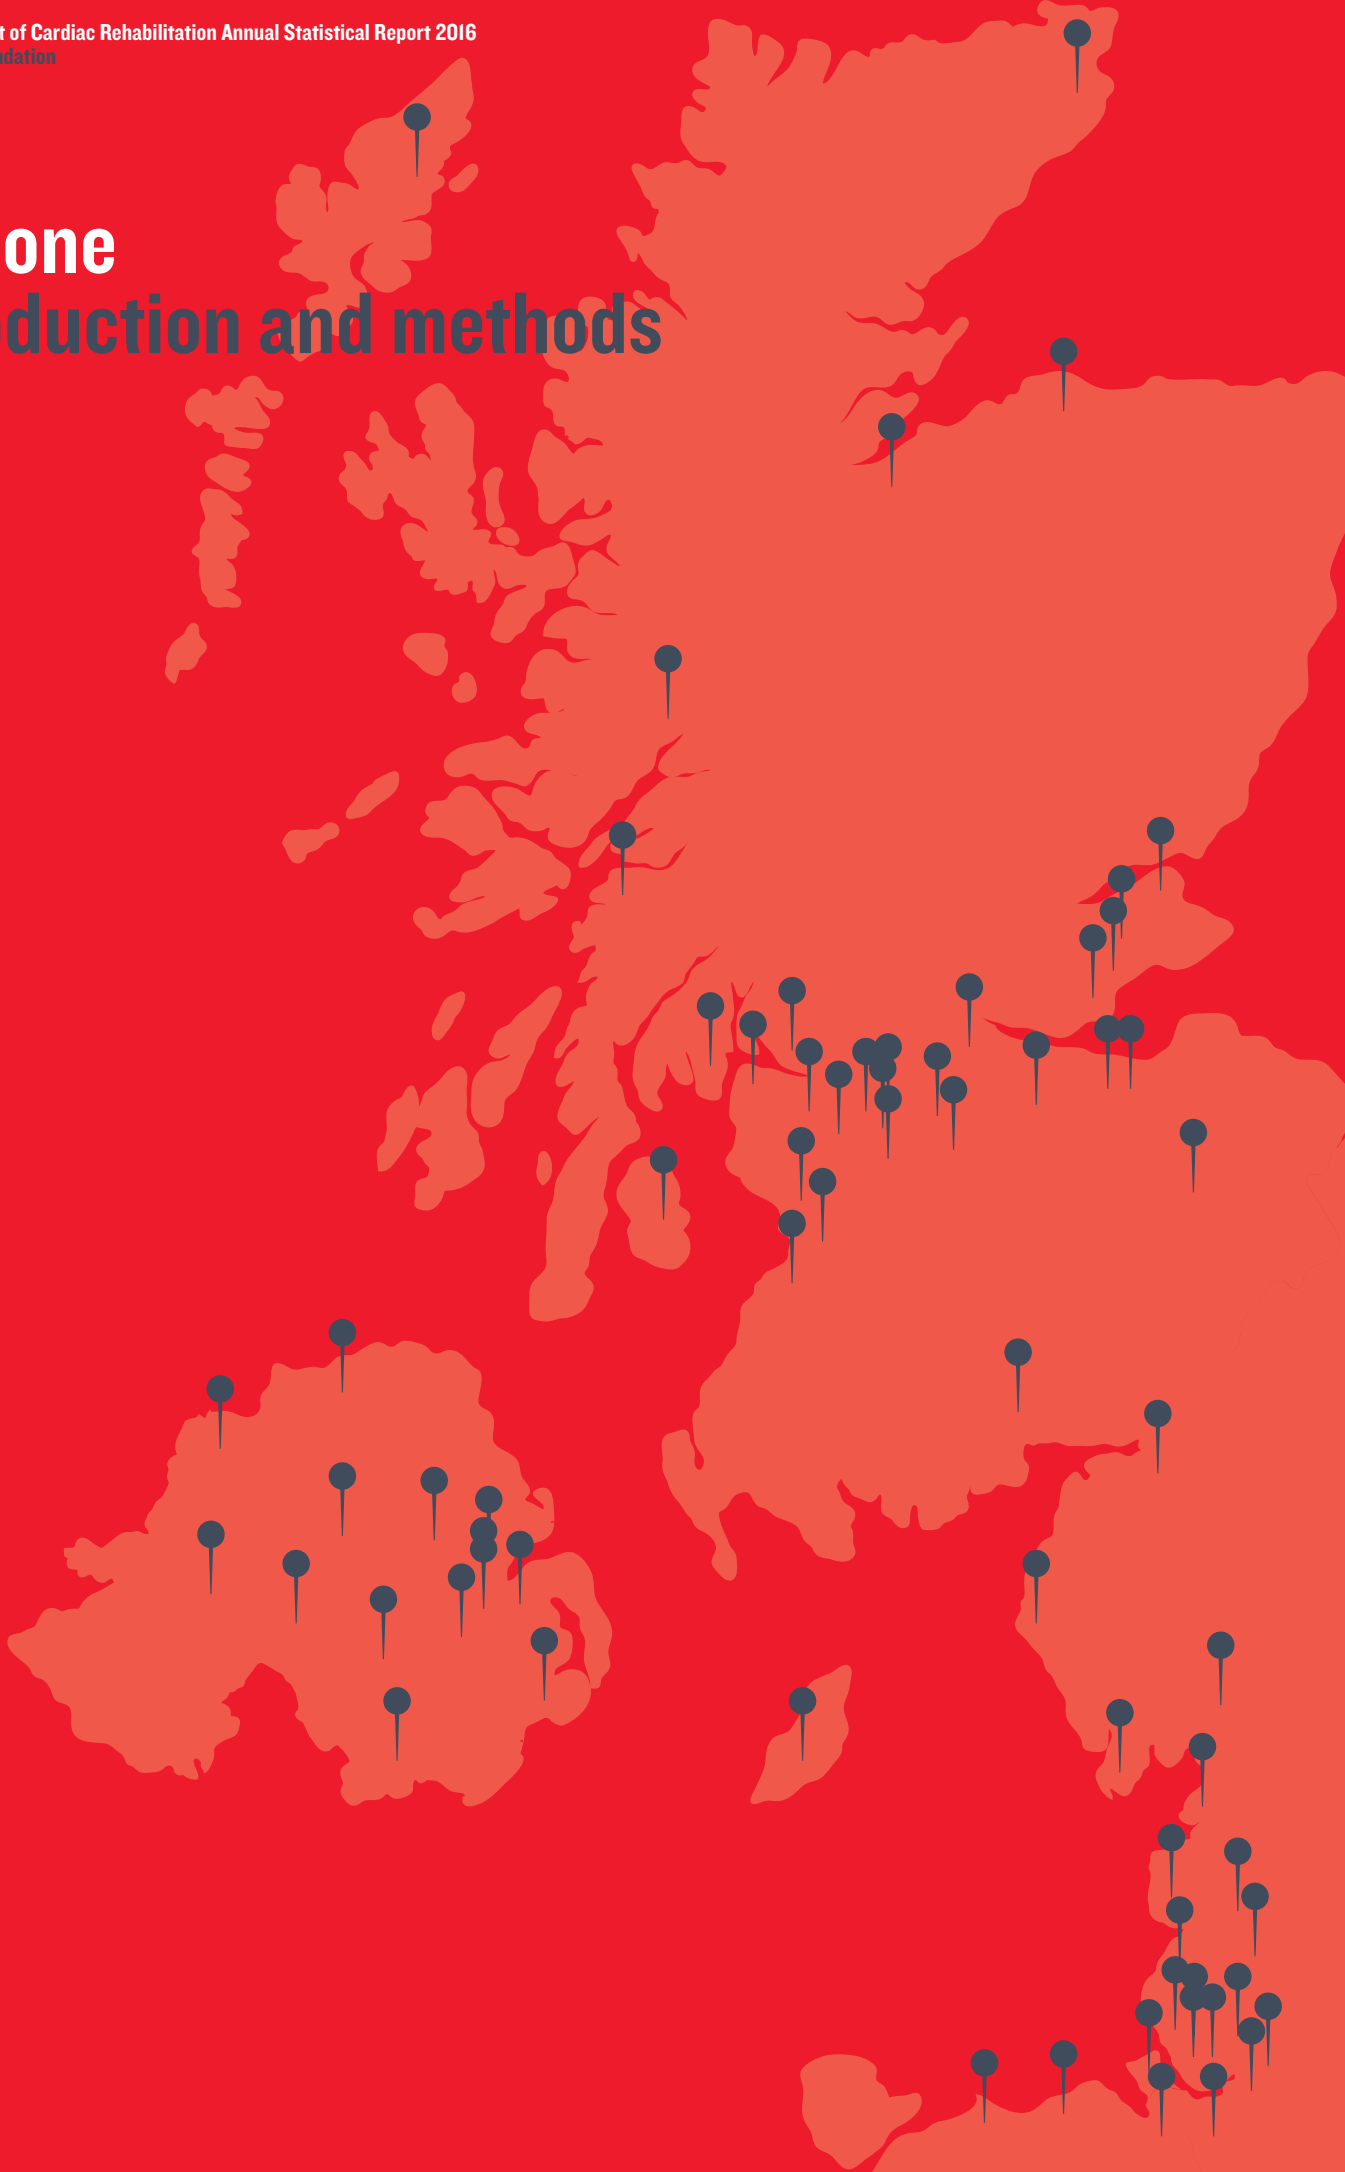 t of Cardiac Rehabilitation Annual Statistical Report 2016
ndation
one
duction and methods